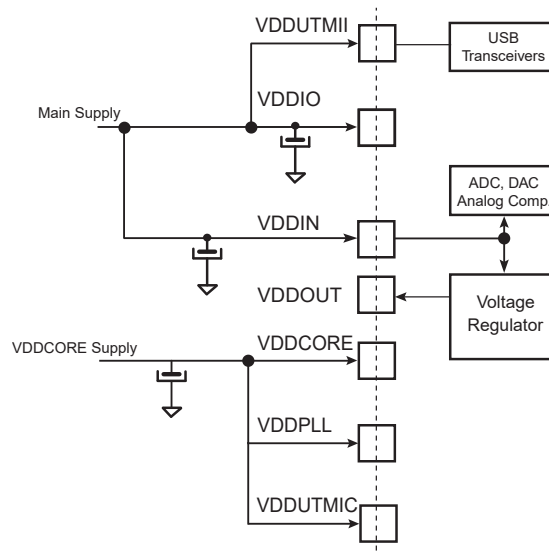 VDDUTMII
USB
Transceivers
VDDIO
Main Supply
ADC, DAC
Analog Comp.
VDDIN
VDDOUT
Voltage
Regulator
VDDCORE
VDDCORE Supply
VDDPLL
VDDUTMIC